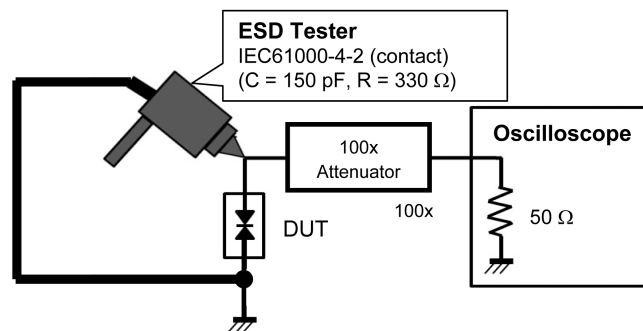 ESD Tester
IEC61000-4-2 (contact)
(C = 150 pF, R = 330 Ω)
Oscilloscope
100x
Attenuator
100x
50 Ω
DUT